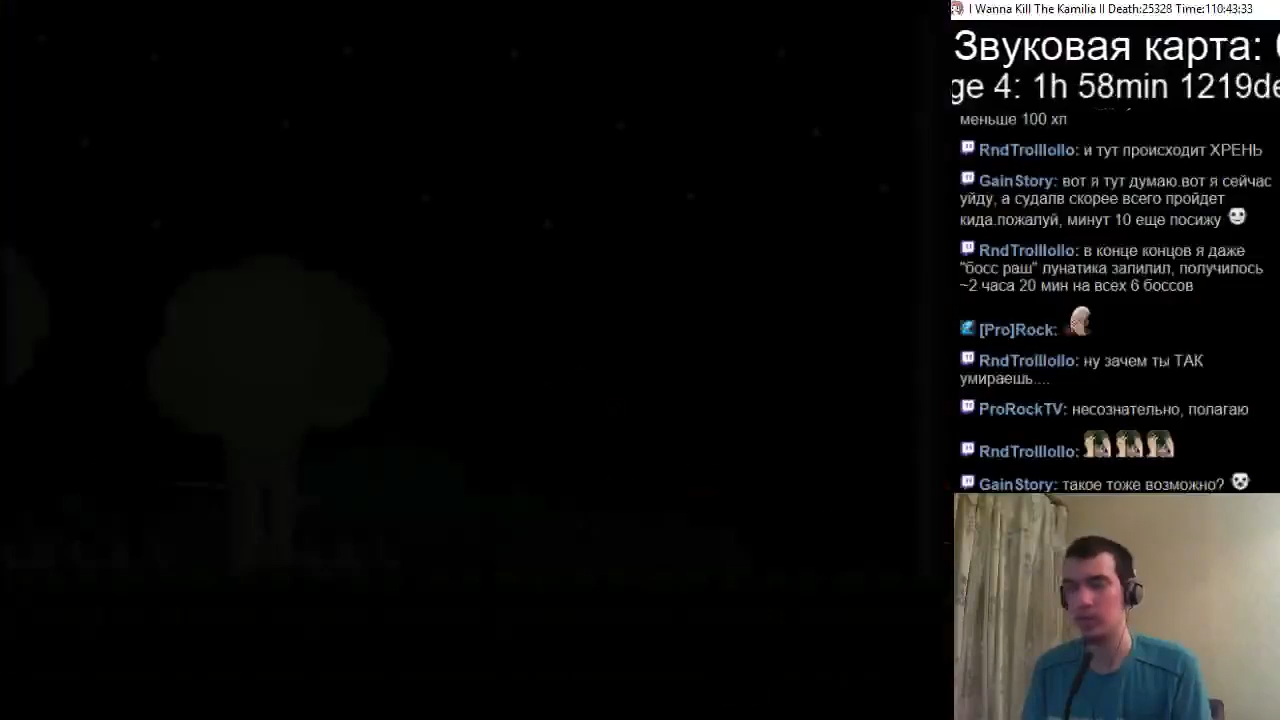 I Wanna Kill The Kamilia II Death:25328 Time:110:43:33
Звуковая карта:
ge 4: 1h 58min 1219de
меньше 100 хп
RndTrolllollo: и тут происходит ХРЕНЬ
GainStory: вот я тут думаю.вот я сейчас
уйду, а судалв скорее всего пройдет
кида.пожалуй, минут 10 еще посижу
RndTrolllollo: в конце концов я даже
"босс раш" лунатика запилил, получилось
~2 часа 20 мин на всех 6 боссов
[Pro]Rock:
RndTrolllollo: ну зачем ты ТАК
умираешь....
ProRockTV: несознательно, полагаю
RndTrolllollo:
GainStory: такое тоже возможно?